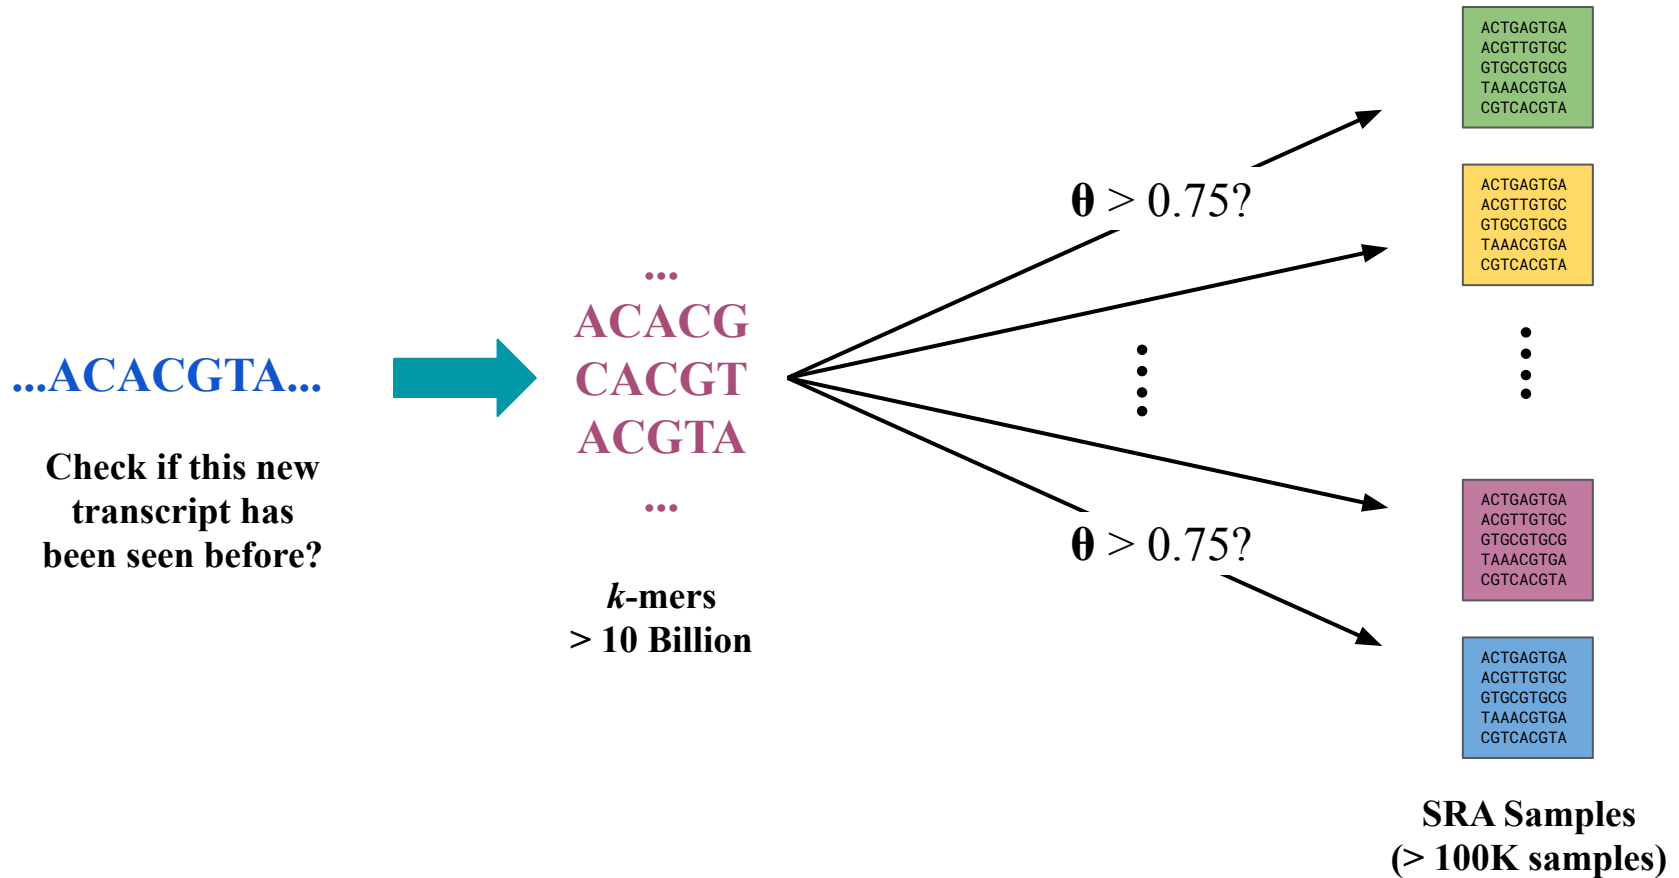 ...ACACGTA...
Check if this new
transcript has
been seen before?
...
ACACG
CACGT
ACGTA
...
k-mers
> 10 Billion
θ > 0.75?
θ > 0.75?
ACTGAGTGA
ACGTTGTGC
GTGCGTGCG
TAAACGTGA
CGTCACGTA
ACTGAGTGA
ACGTTGTGC
GTGCGTGCG
TAAACGTGA
CGTCACGTA
ACTGAGTGA
ACGTTGTGC
GTGCGTGCG
TAAACGTGA
CGTCACGTA
ACTGAGTGA
ACGTTGTGC
GTGCGTGCG
TAAACGTGA
CGTCACGTA
SRA Samples
(> 100K samples)